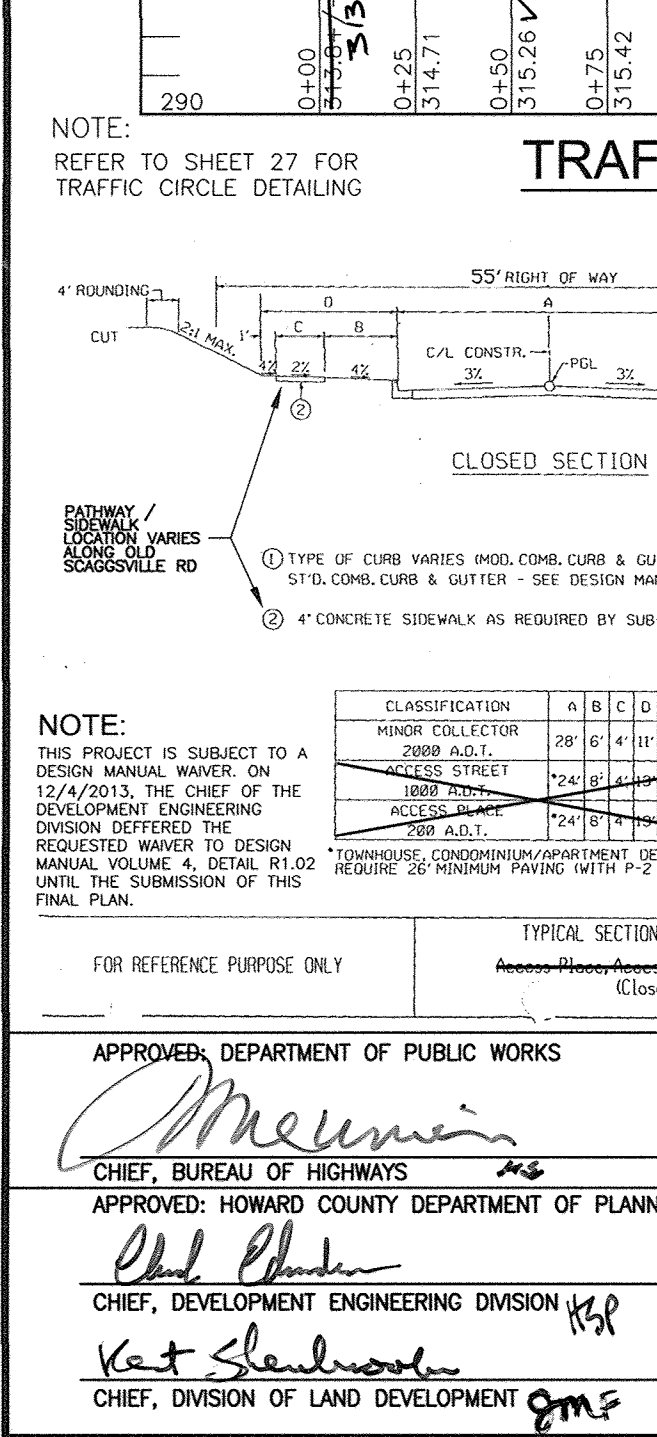 290
0+00
0+25
314.71
0+50
315.26
0+75
315.42
NOTE:
REFER TO SHEET 27 FOR
TRAFFIC CIRCLE DETAILING
TRAF
55' RIGHT OF WAY
4' ROUNDING
CUT
2:1 MAX.
1'
D
A
C
B
4%
2%
4%
C/L CONSTR.
PGL
3%
3%
2
CLOSED SECTION
PATHWAY /
SIDEWALK
LOCATION VARIES
ALONG OLD
SCAGGSVILLE RD
1 TYPE OF CURB VARIES (MOD. COMB. CURB & GU
ST'D. COMB. CURB & GUTTER - SEE DESIGN MA
2 4" CONCRETE SIDEWALK AS REQUIRED BY SUB
NOTE:
THIS PROJECT IS SUBJECT TO A
DESIGN MANUAL WAIVER. ON
12/4/2013, THE CHIEF OF THE
DEVELOPMENT ENGINEERING
DIVISION DEFFERED THE
REQUESTED WAIVER TO DESIGN
MANUAL VOLUME 4, DETAIL R1.02
UNTIL THE SUBMISSION OF THIS
FINAL PLAN.
CLASSIFICATION A B C D
MINOR COLLECTOR
2000 A.D.T. 28' 6' 4' 11'
ACCESS STREET
1000 A.D.T. *24' 8' 4'
ACCESS PLACE
200 A.D.T. *24' 8' 4'
*TOWNHOUSE, CONDOMINIUM/APARTMENT DE
REQUIRE 26' MINIMUM PAVING (WITH P-2
FOR REFERENCE PURPOSE ONLY
TYPICAL SECTION
Access Place, Acces
(Clos
APPROVED: DEPARTMENT OF PUBLIC WORKS
CHIEF, BUREAU OF HIGHWAYS
APPROVED: HOWARD COUNTY DEPARTMENT OF PLANN
CHIEF, DEVELOPMENT ENGINEERING DIVISION
Kent
CHIEF, DIVISION OF LAND DEVELOPMENT